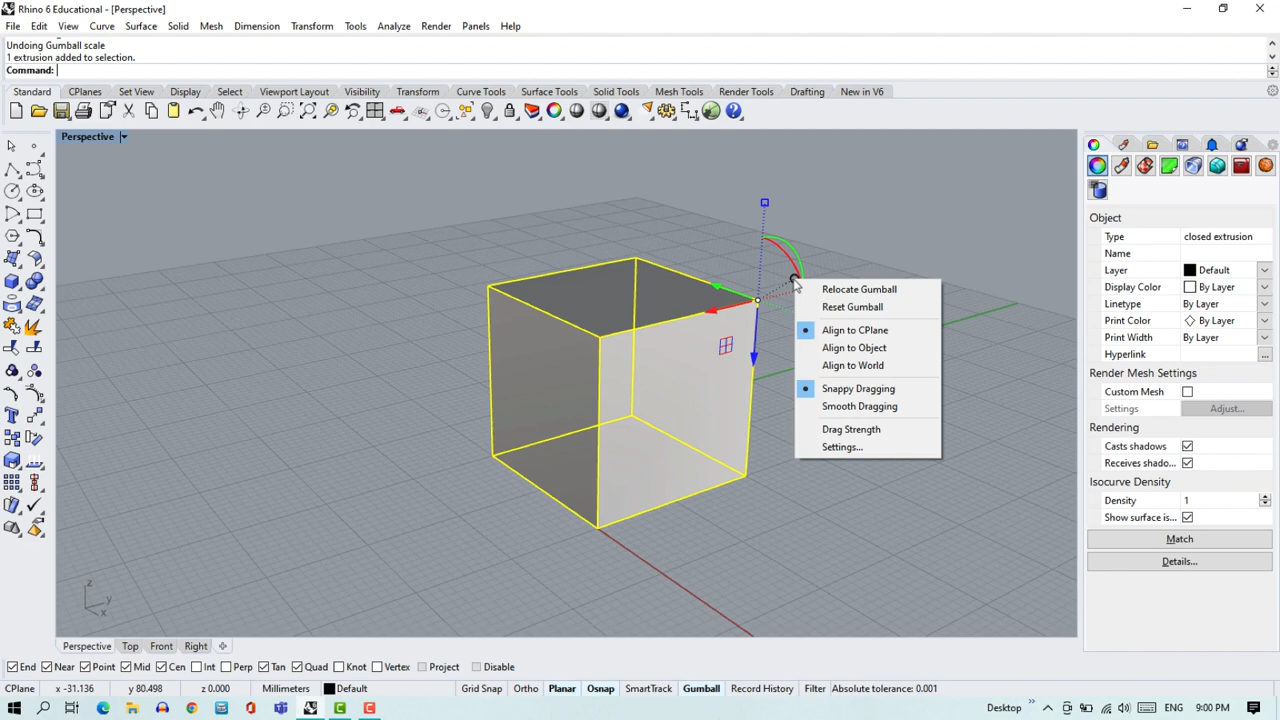 Rhino 6 Educational - [Perspective]
File Edit View Curve Surface Solid Mesh Dimension Transform Tools Analyze Render Panels Help
Undoing Gumball scale
1 extrusion added to selection.
Command:
Standard CPlanes Set View Display Select Viewport Layout Visibility Transform Curve Tools Surface Tools Solid Tools Mesh Tools Render Tools Drafting New in V6
Perspective
Object
Type closed extrusion
Name
Layer Default
Display Color By Layer
Linetype By Layer
Print Color By Layer
Print Width By Layer
Hyperlink ...
Render Mesh Settings
Custom Mesh
Settings Adjust...
Rendering
Casts shadows
Receives shado...
Isocurve Density
Density 1
Show surface is...
Match
Details...
Relocate Gumball
Reset Gumball
Align to CPlane
Align to Object
Align to World
Snappy Dragging
Smooth Dragging
Drag Strength
Settings...
z
y
x
Perspective Top Front Right
End Near Point Mid Cen Int Perp Tan Quad Knot Vertex Project Disable
CPlane x -31.136 y 80.498 z 0.000 Millimeters Default Grid Snap Ortho Planar Osnap SmartTrack Gumball Record History Filter Absolute tolerance: 0.001
Desktop 9:00 PM